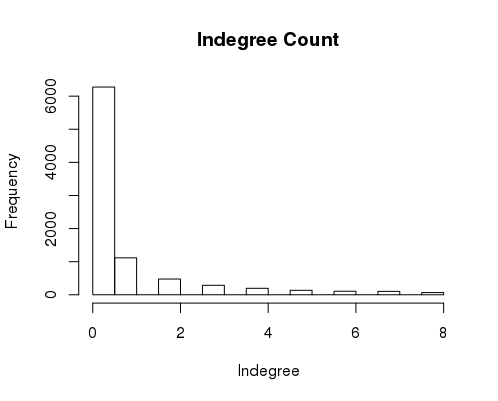 Indegree Count
Frequency
6000
4000
2000
0
0 2 4 6 8
Indegree